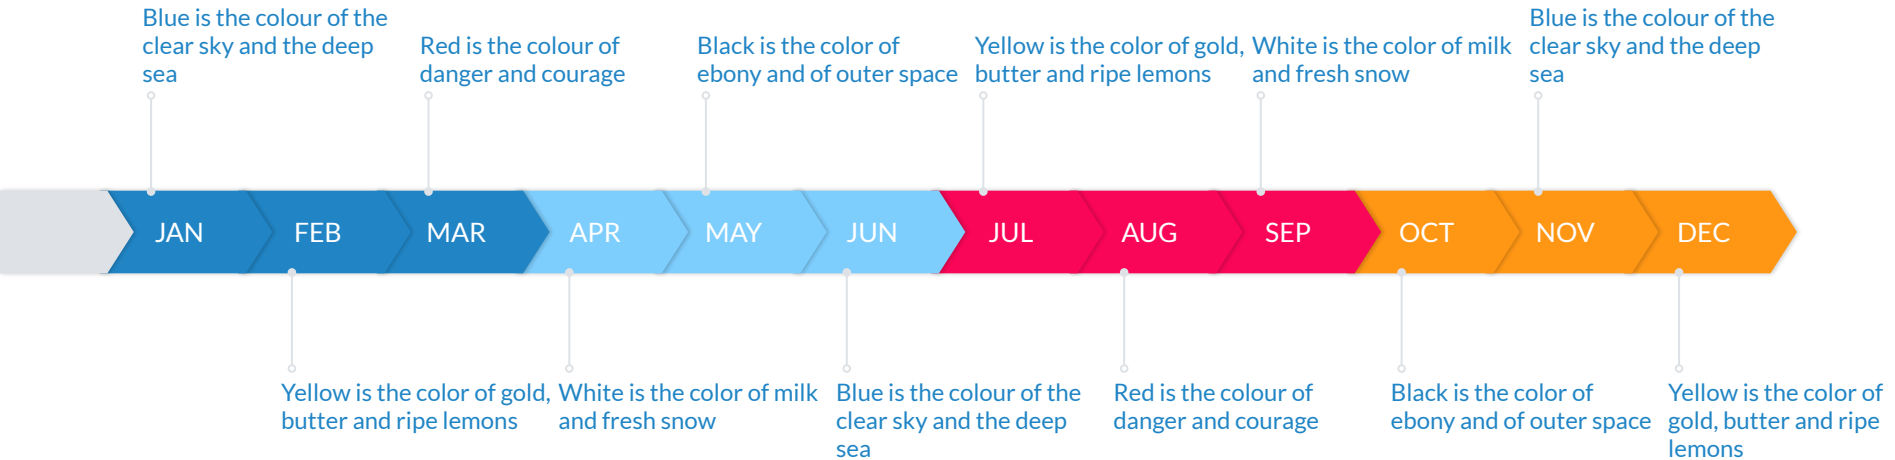 Blue is the colour of the
clear sky and the deep
sea
Red is the colour of
danger and courage
Black is the color of
ebony and of outer space
Yellow is the color of gold,
butter and ripe lemons
White is the color of milk
and fresh snow
Blue is the colour of the
clear sky and the deep
sea
JAN
FEB
MAR
APR
MAY
JUN
JUL
AUG
SEP
OCT
NOV
DEC
Yellow is the color of gold,
butter and ripe lemons
White is the color of milk
and fresh snow
Blue is the colour of the
clear sky and the deep
sea
Red is the colour of
danger and courage
Black is the color of
ebony and of outer space
Yellow is the color of
gold, butter and ripe
lemons